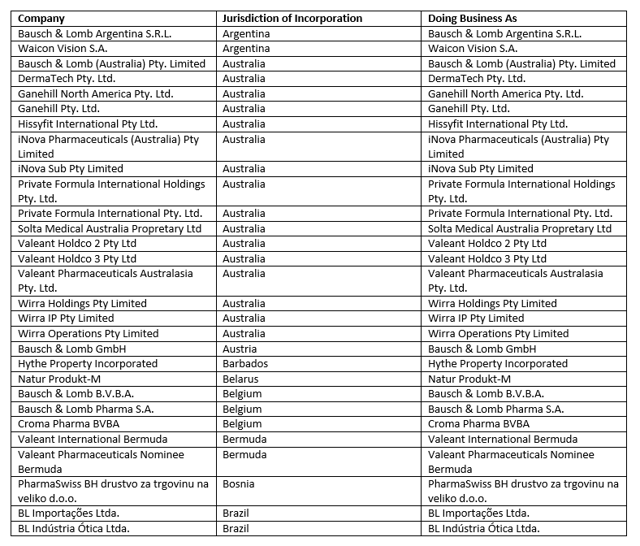 Company Jurisdiction of Incorporation Doing Business As
Bausch & Lomb Argentina S.R.L. Argentina Bausch & Lomb Argentina S.R.L.
Waicon Vision S.A. Argentina Waicon Vision S.A.
Bausch & Lomb (Australia) Pty. Limited Australia Bausch & Lomb (Australia) Pty. Limited
DermaTech Pty. Ltd. Australia DermaTech Pty. Ltd.
Ganehill North America Pty. Ltd. Australia Ganehill North America Pty. Ltd.
Ganehill Pty. Ltd. Australia Ganehill Pty. Ltd.
Hissyfit International Pty Ltd. Australia Hissyfit International Pty Ltd.
iNova Pharmaceuticals (Australia) Pty Australia iNova Pharmaceuticals (Australia) Pty
Limited Limited
iNova Sub Pty Limited Australia iNova Sub Pty Limited
Private Formula International Holdings Australia Private Formula International Holdings
Pty. Ltd. Pty. Ltd.
Private Formula International Pty. Ltd. Australia Private Formula International Pty. Ltd.
Solta Medical Australia Propretary Ltd Australia Solta Medical Australia Propretary Ltd
Valeant Holdco 2 Pty Ltd Australia Valeant Holdco 2 Pty Ltd
Valeant Holdco 3 Pty Ltd Australia Valeant Holdco 3 Pty Ltd
Valeant Pharmaceuticals Australasia Australia Valeant Pharmaceuticals Australasia
Pty. Ltd. Pty. Ltd.
Wirra Holdings Pty Limited Australia Wirra Holdings Pty Limited
Wirra IP Pty Limited Australia Wirra IP Pty Limited
Wirra Operations Pty Limited Australia Wirra Operations Pty Limited
Bausch & Lomb GmbH Austria Bausch & Lomb GmbH
Hythe Property Incorporated Barbados Hythe Property Incorporated
Natur Produkt-M Belarus Natur Produkt-M
Bausch & Lomb B.V.B.A. Belgium Bausch & Lomb B.V.B.A.
Bausch & Lomb Pharma S.A. Belgium Bausch & Lomb Pharma S.A.
Croma Pharma BVBA Belgium Croma Pharma BVBA
Valeant International Bermuda Bermuda Valeant International Bermuda
Valeant Pharmaceuticals Nominee Bermuda Valeant Pharmaceuticals Nominee
Bermuda Bermuda
PharmaSwiss BH drustvo za trgovinu na Bosnia PharmaSwiss BH drustvo za trgovinu na
veliko d.o.o. veliko d.o.o.
BL Importações Ltda. Brazil BL Importações Ltda.
BL Indústria Ótica Ltda. Brazil BL Indústria Ótica Ltda.